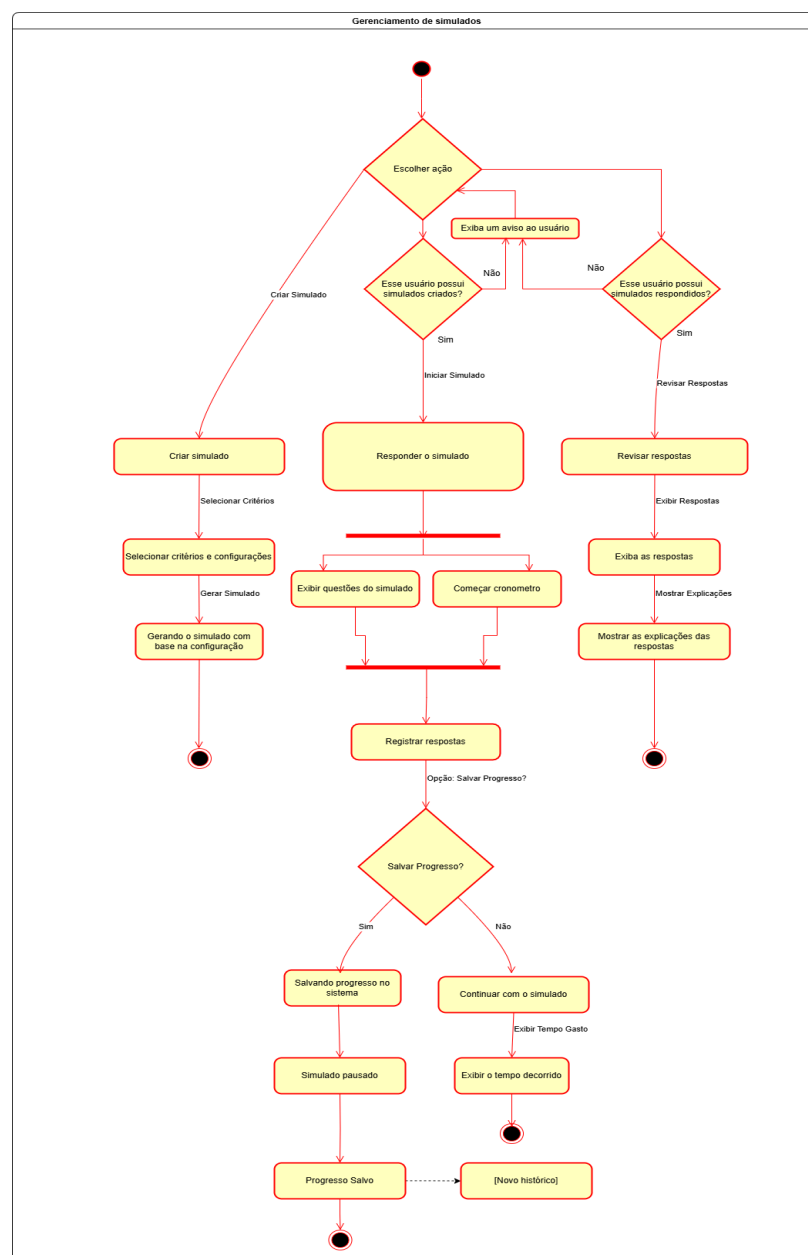 Gerenciamento de simulados
Escolher ação
Exiba um aviso ao usuário
Esse usuário possui
simulados criados?
Não
Não
Esse usuário possui
simulados respondidos?
Criar Simulado
Sim
Sim
Iniciar Simulado
Revisar Respostas
Criar simulado
Responder o simulado
Revisar respostas
Selecionar Critérios
Exibir Respostas
Selecionar critérios e configurações
Exiba as respostas
Exibir questões do simulado
Começar cronometro
Gerar Simulado
Mostrar Explicações
Gerando o simulado com
base na configuração
Mostrar as explicações das
respostas
Registrar respostas
Opção: Salvar Progresso?
Salvar Progresso?
Sim
Não
Salvando progresso no
sistema
Continuar com o simulado
Exibir Tempo Gasto
Simulado pausado
Exibir o tempo decorrido
Progresso Salvo
[Novo histórico]